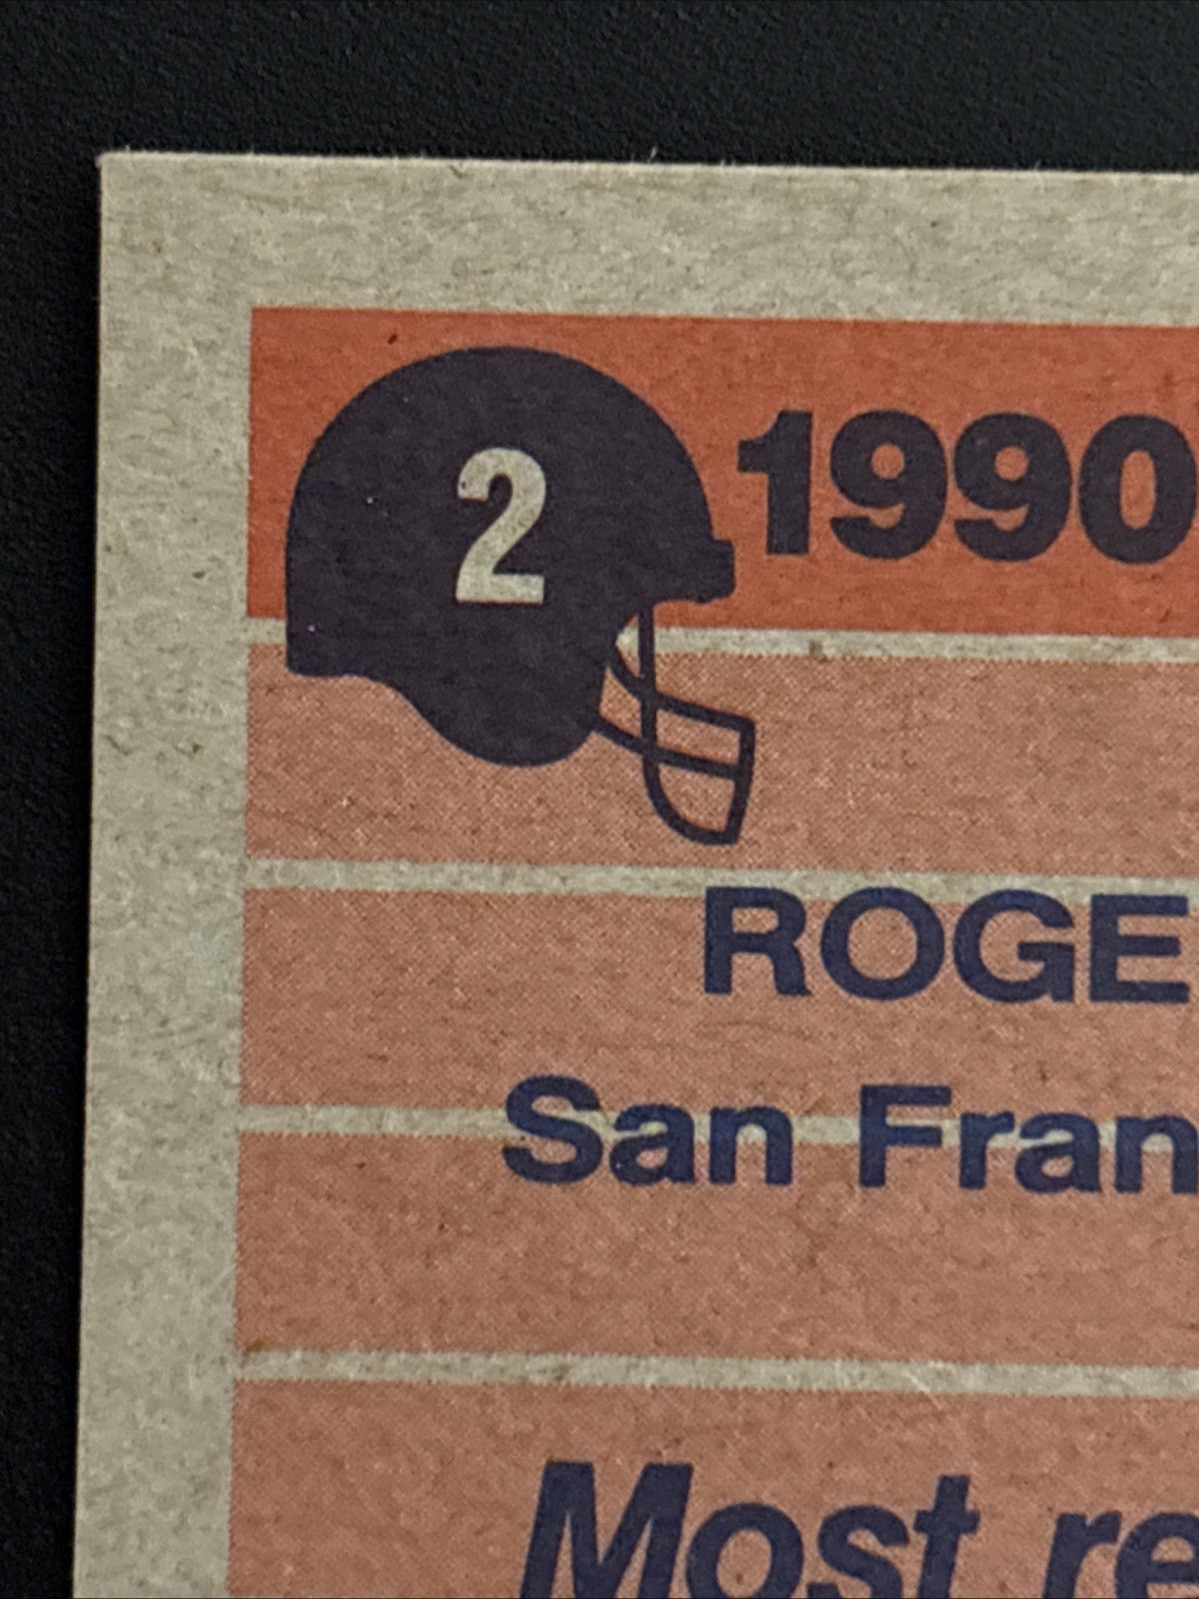 2 1990
ROGE
San Fran
Most re